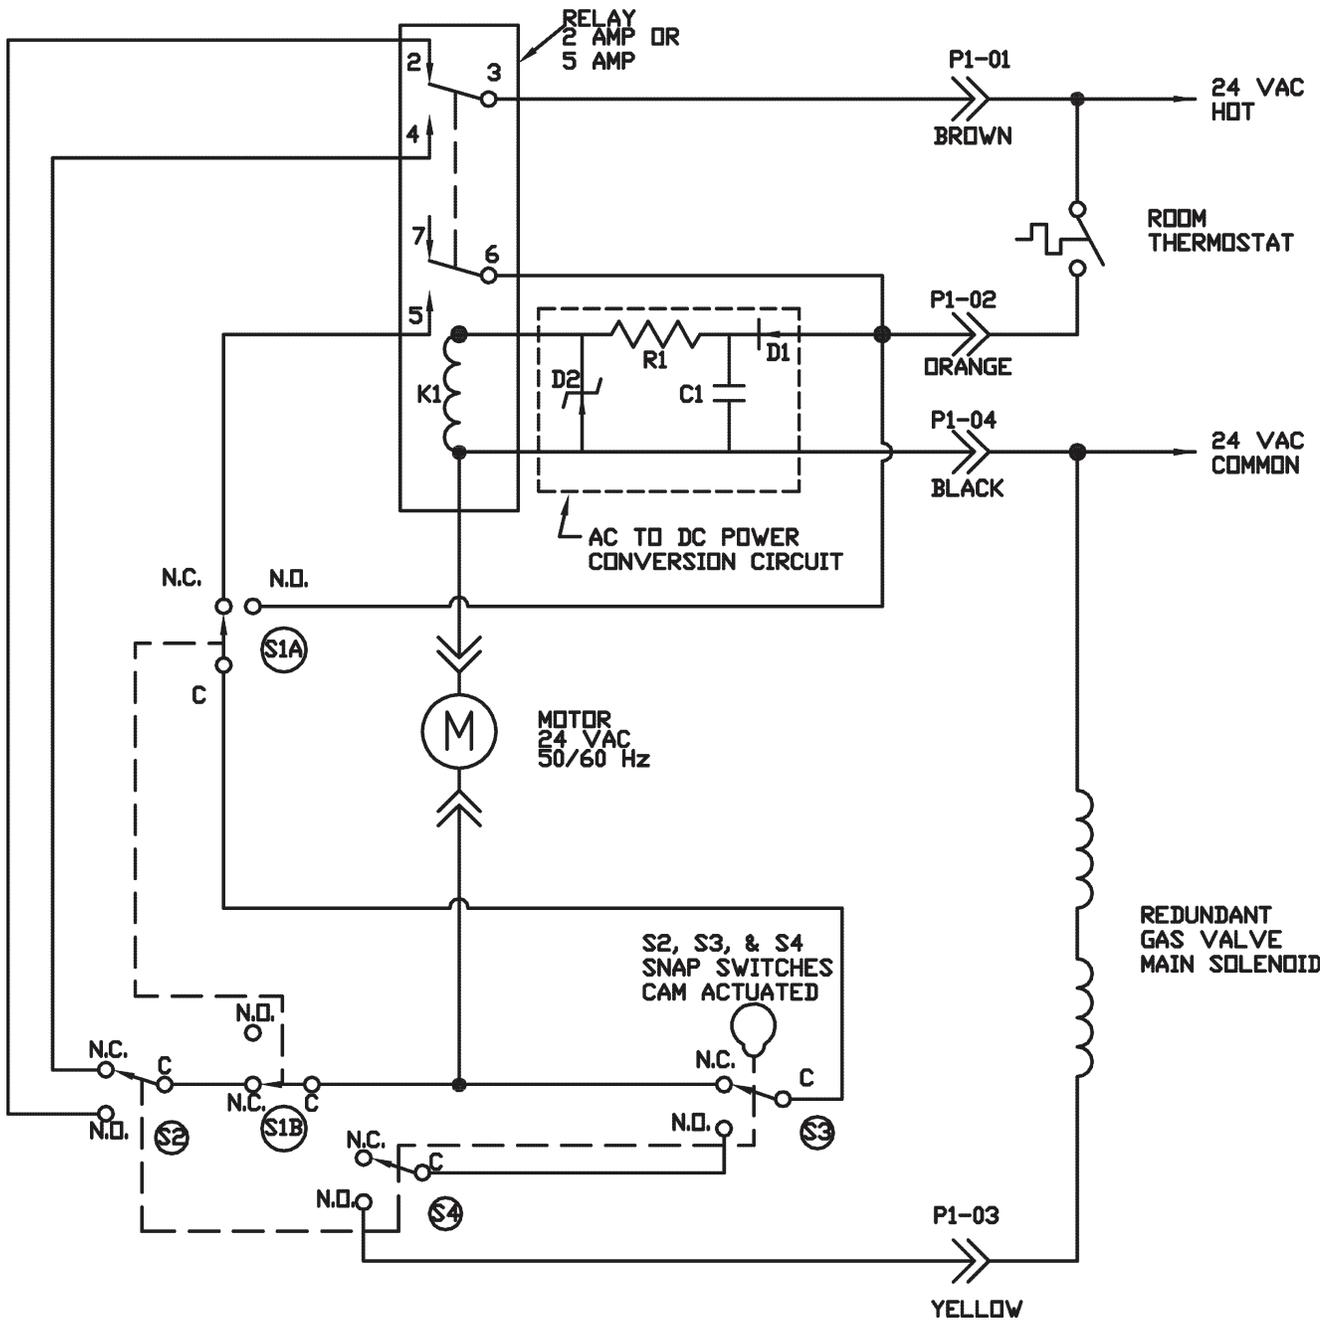 RELAY
2 AMP OR
5 AMP
2
3
4
7
6
5
K1
P1-01
BROWN
24 VAC
HOT
ROOM
THERMOSTAT
P1-02
ORANGE
D2
R1
C1
D1
P1-04
BLACK
24 VAC
COMMON
AC TO DC POWER
CONVERSION CIRCUIT
N.C.
N.O.
S1A
C
M
MOTOR
24 VAC
50/60 Hz
REDUNDANT
GAS VALVE
MAIN SOLENOID
S2, S3, & S4
SNAP SWITCHES
CAM ACTUATED
N.O.
N.C.
C
N.C.
C
N.O.
S2
S1B
N.C.
C
N.O.
S3
N.C.
C
N.O.
S4
P1-03
YELLOW